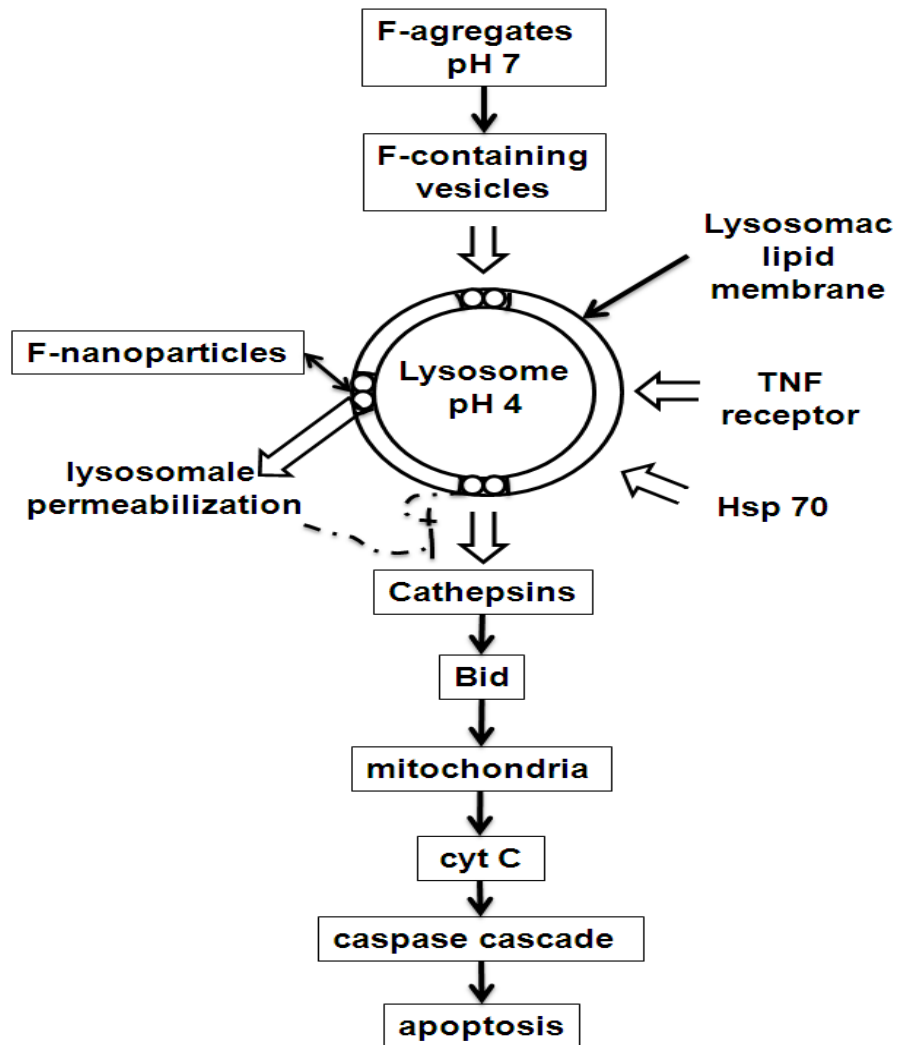 F-agregates
pH 7
F-containing
vesicles
Lysosomac
lipid
membrane
F-nanoparticles
Lysosome
pH 4
TNF
receptor
lysosomale
permeabilization
Hsp 70
Cathepsins
Bid
mitochondria
cyt C
caspase cascade
apoptosis